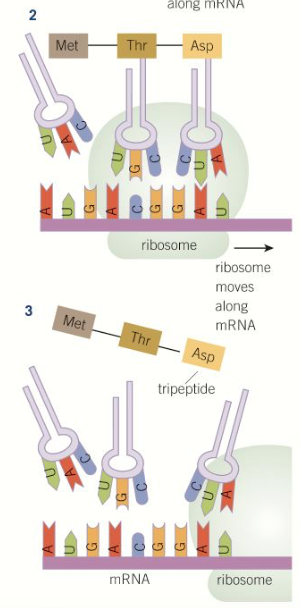 along mRNA
2
Met Thr Asp
U A C U G C C U A
A U G A C G G A U
ribosome
ribosome
moves
along
mRNA
3
Met Thr Asp
tripeptide
U A C U G C C U A
A U G A C G G A U
mRNA ribosome